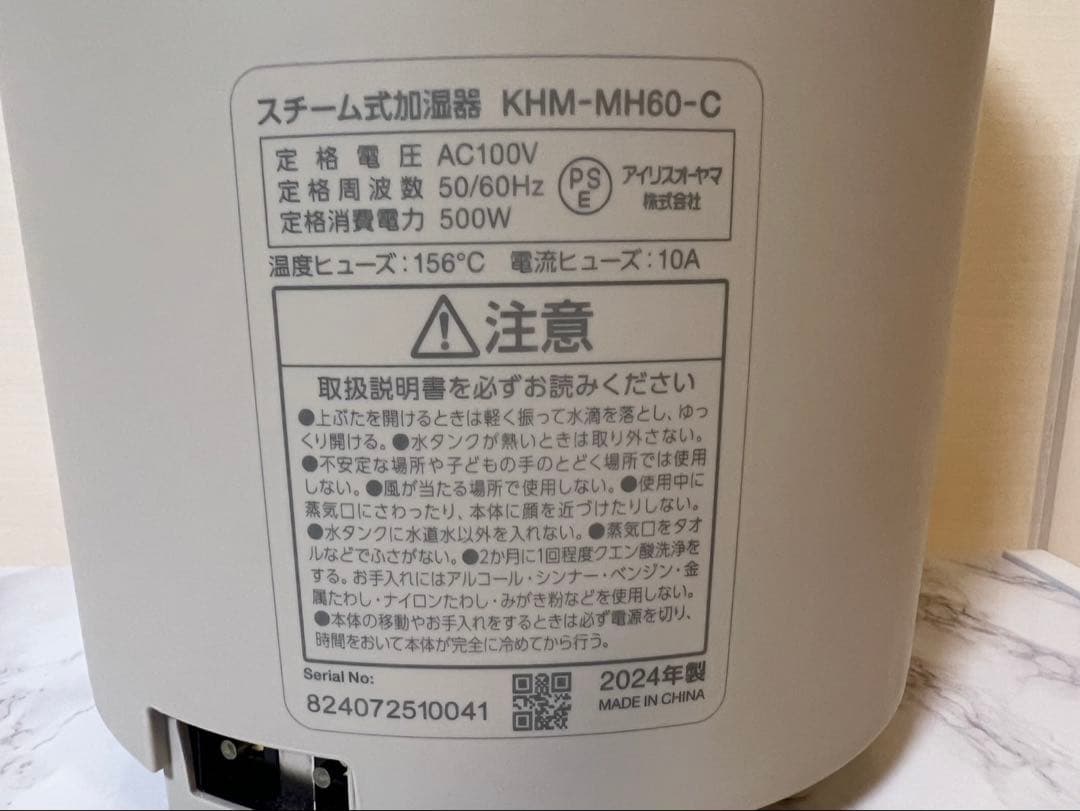 スチーム式加湿器 KHM-MH60-C
定格電圧 AC100V
定格周波数 50/60Hz
定格消費電力 500W
PS
E
アイリスオーヤマ
株式会社
温度ヒューズ:156℃ 電流ヒューズ:10A
注意
取扱説明書を必ずお読みください
●上ぶたを開けるときは軽く振って水滴を落とし、ゆっ
くり開ける。●水タンクが熱いときは取り外さない。
●不安定な場所や子どもの手のとどく場所では使用
しない。●風が当たる場所で使用しない。●使用中に
蒸気口にさわったり、本体に顔を近づけたりしない。
●水タンクに水道水以外を入れない。●蒸気口をタオ
ルなどでふさがない。●2か月に1回程度クエン酸洗浄を
する。お手入れにはアルコール・シンナー・ベンジン・金
属たわし・ナイロンたわし・みがき粉などを使用しない。
●本体の移動やお手入れをするときは必ず電源を切り、
時間をおいて本体が完全に冷めてから行う。
Serial No:
824072510041
2024年製
MADE IN CHINA